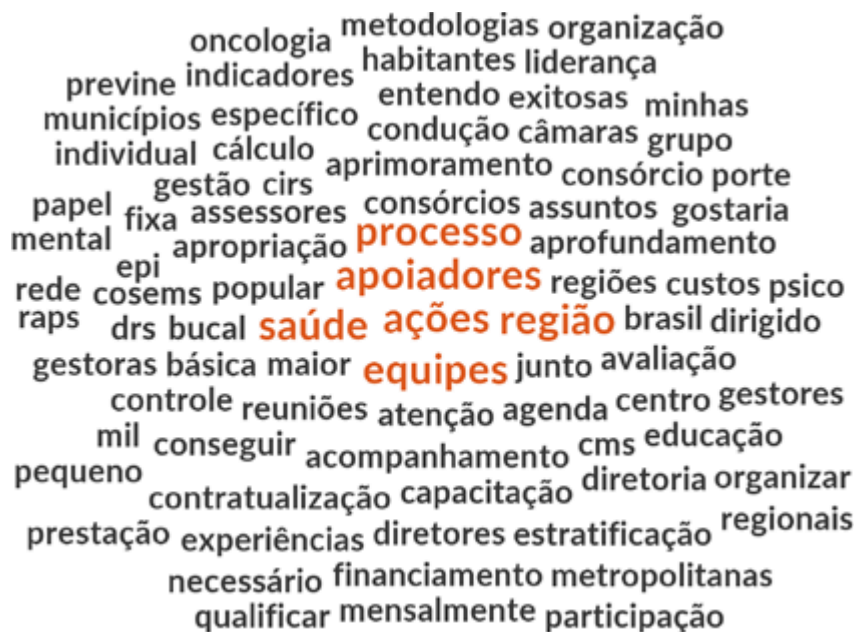 oncologia metodologias organização
previne indicadores habitantes liderança
municípios específico entendo exitosas minhas
individual cálculo condução câmaras grupo
gestão cirs aprimoramento consórcio porte
papel fixa assessores consórcios assuntos gostaria
mental apropriação processo aprofundamento
epi
rede cosems popular apoiadores regiões custos psico
raps drs bucal saúde ações região brasil dirigido
gestoras básica maior equipes junto avaliação
controle reuniões atenção agenda centro gestores
mil conseguir acompanhamento cms educação
pequeno contratualização capacitação diretoria organizar
prestação experiências diretores estratificação regionais
necessário financiamento metropolitanas
qualificar mensalmente participação